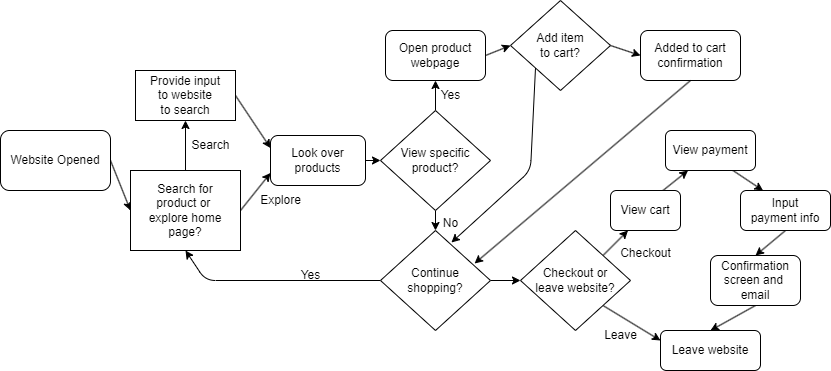 Open product
webpage
Add item
to cart?
Added to cart
confirmation
Provide input
to website
to search
Yes
Search
Website Opened
Look over
products
View specific
product?
View payment
Search for
product or
explore home
page?
Explore
No
View cart
Input
payment info
Checkout
Yes
Continue
shopping?
Checkout or
leave website?
Confirmation
screen and
email
Leave
Leave website